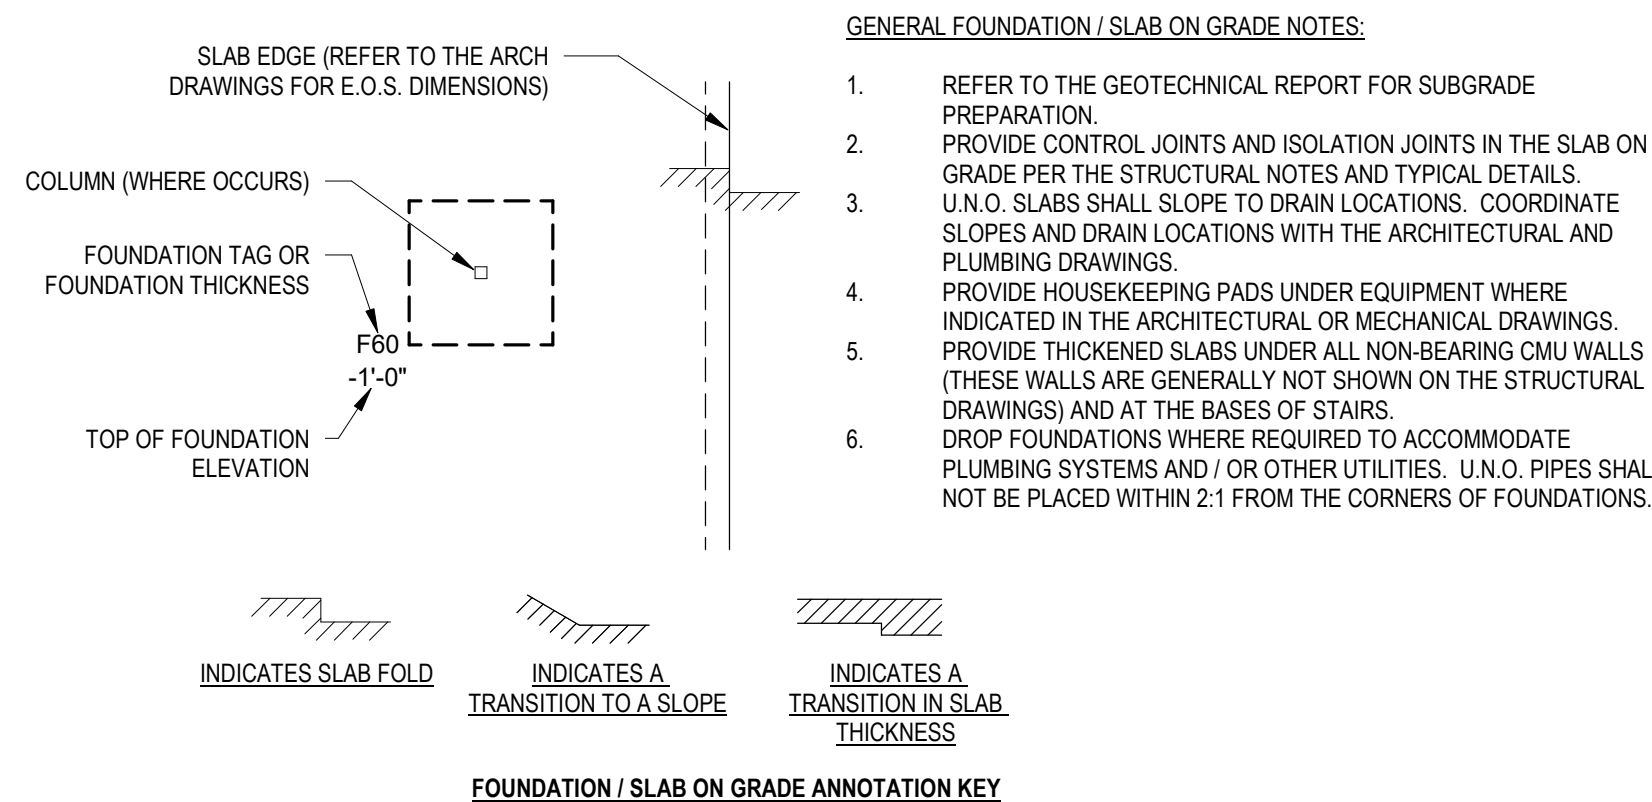 SLAB EDGE (REFER TO THE ARCH
DRAWINGS FOR E.O.S. DIMENSIONS)
COLUMN (WHERE OCCURS)
FOUNDATION TAG OR
FOUNDATION THICKNESS
F60
-1'-0"
TOP OF FOUNDATION
ELEVATION
GENERAL FOUNDATION / SLAB ON GRADE NOTES:
1. REFER TO THE GEOTECHNICAL REPORT FOR SUBGRADE
PREPARATION.
2. PROVIDE CONTROL JOINTS AND ISOLATION JOINTS IN THE SLAB ON
GRADE PER THE STRUCTURAL NOTES AND TYPICAL DETAILS.
3. U.N.O. SLABS SHALL SLOPE TO DRAIN LOCATIONS. COORDINATE
SLOPES AND DRAIN LOCATIONS WITH THE ARCHITECTURAL AND
PLUMBING DRAWINGS.
4. PROVIDE HOUSEKEEPING PADS UNDER EQUIPMENT WHERE
INDICATED IN THE ARCHITECTURAL OR MECHANICAL DRAWINGS.
5. PROVIDE THICKENED SLABS UNDER ALL NON-BEARING CMU WALLS
(THESE WALLS ARE GENERALLY NOT SHOWN ON THE STRUCTURAL
DRAWINGS) AND AT THE BASES OF STAIRS.
6. DROP FOUNDATIONS WHERE REQUIRED TO ACCOMMODATE
PLUMBING SYSTEMS AND / OR OTHER UTILITIES. U.N.O. PIPES SHAL
NOT BE PLACED WITHIN 2:1 FROM THE CORNERS OF FOUNDATIONS.
INDICATES SLAB FOLD
INDICATES A
TRANSITION TO A SLOPE
INDICATES A
TRANSITION IN SLAB
THICKNESS
FOUNDATION / SLAB ON GRADE ANNOTATION KEY